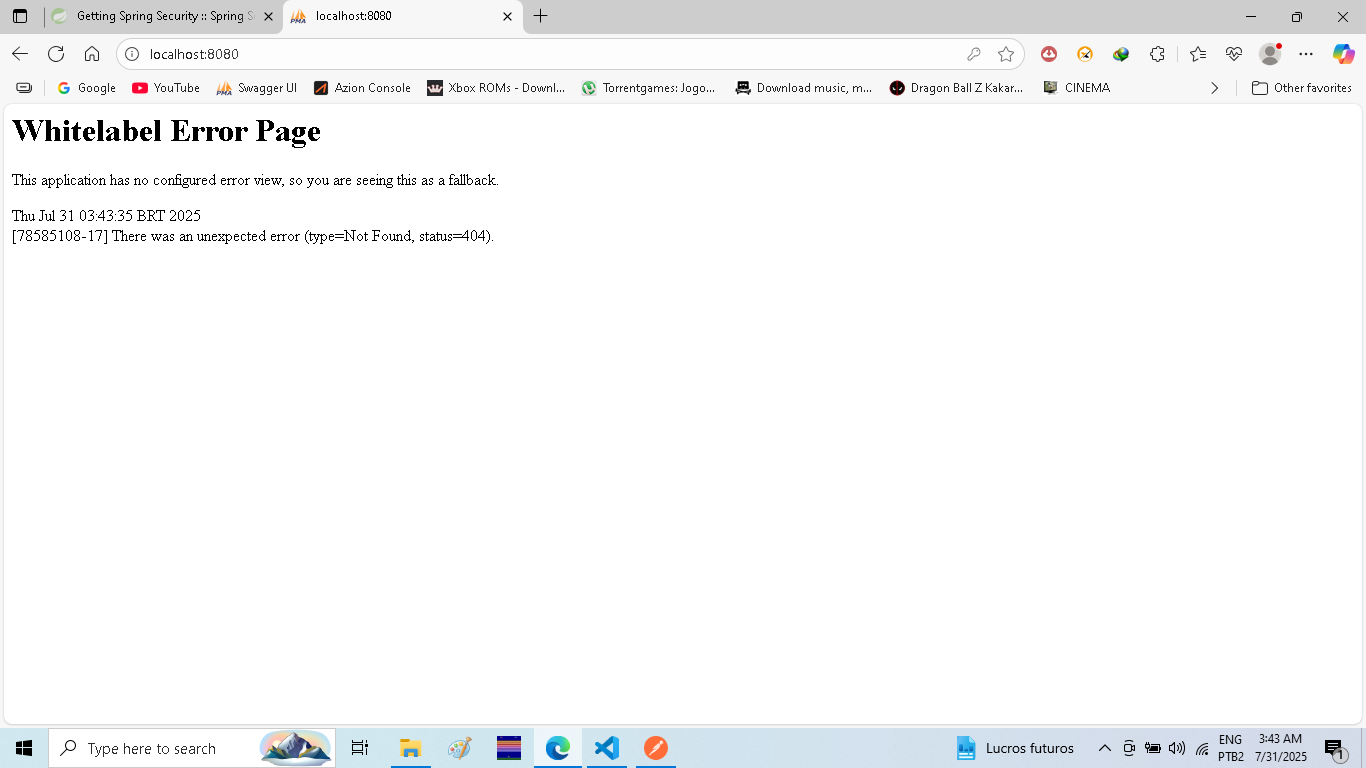 Getting Spring Security :: Spring S
localhost:8080
localhost:8080
Google
YouTube
Swagger UI
Azion Console
Xbox ROMs - Downl...
Torrentgames: Jogo...
Download music, m...
Dragon Ball Z Kakar...
CINEMA
Other favorites
Whitelabel Error Page
This application has no configured error view, so you are seeing this as a fallback.
Thu Jul 31 03:43:35 BRT 2025
[78585108-17] There was an unexpected error (type=Not Found, status=404).
Type here to search
Lucros futuros
ENG
PTB2
3:43 AM
7/31/2025
1